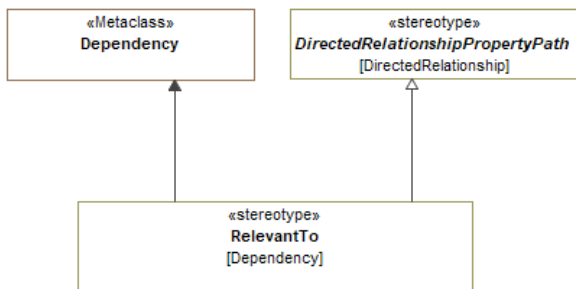 «Metaclass»
Dependency
«stereotype»
DirectedRelationshipPropertyPath
[DirectedRelationship]
«stereotype»
RelevantTo
[Dependency]